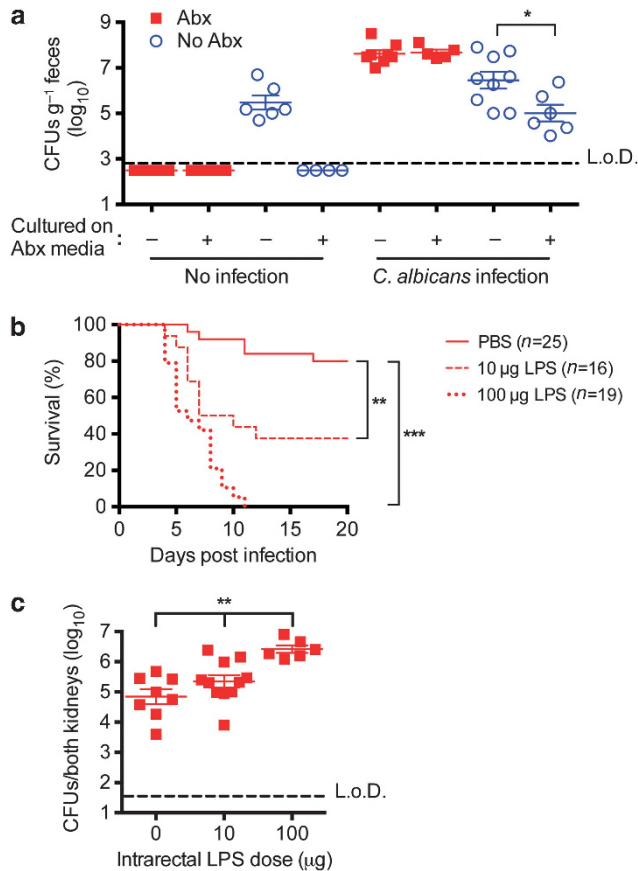 a
Abx
No Abx
CFUs g⁻¹ feces
(log₁₀)
9
7
5
3
1
*
L.o.D.
Cultured on
Abx media
:
– + – + – + – +
No infection
C. albicans infection
b
Survival (%)
100
80
60
40
20
0
0 5 10 15 20
Days post infection
PBS (n=25)
10 µg LPS (n=16)
100 µg LPS (n=19)
**
***
c
CFUs/both kidneys (log₁₀)
7
6
5
4
3
2
1
**
L.o.D.
0 10 100
Intrarectal LPS dose (µg)